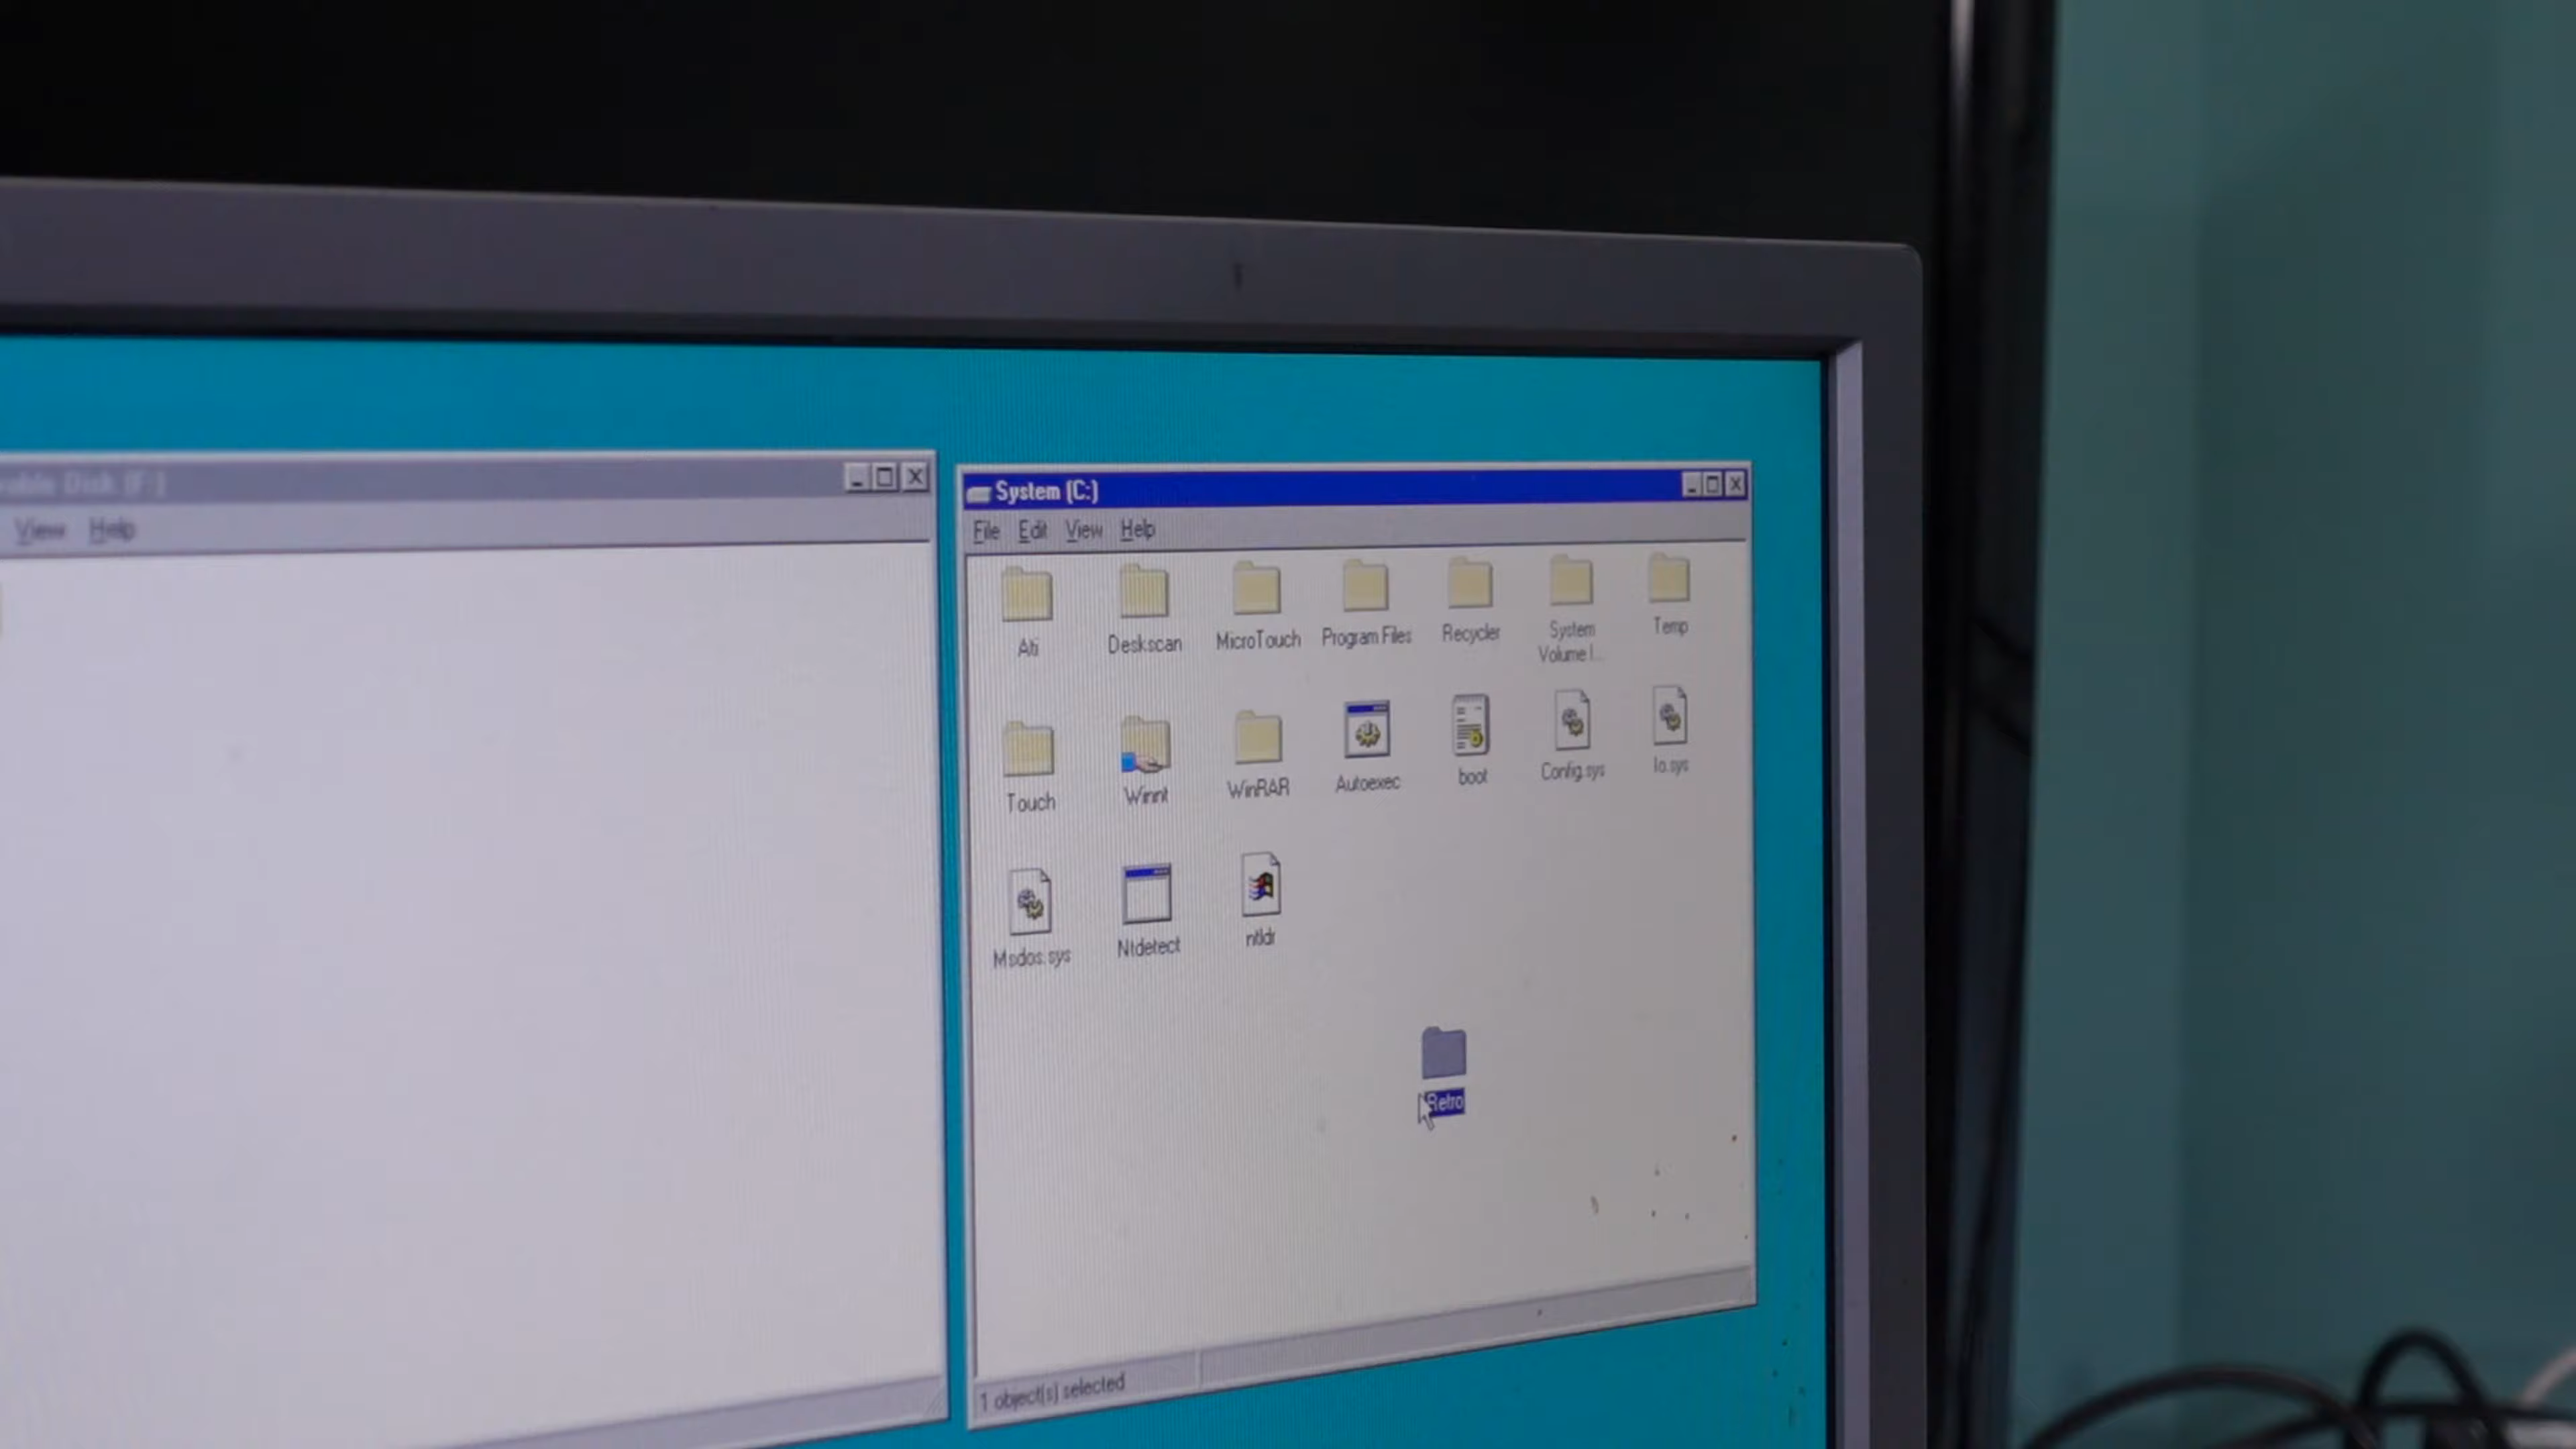 Disk (F:)
View Help
System (C:)
File Edit View Help
Ati Deskscan MicroTouch Program Files Recycler System Temp
Volume I...
Touch Winnt WinRAR Autoexec boot Config.sys Io.sys
Msdos.sys Ntdetect ntldr
Retro
1 object(s) selected